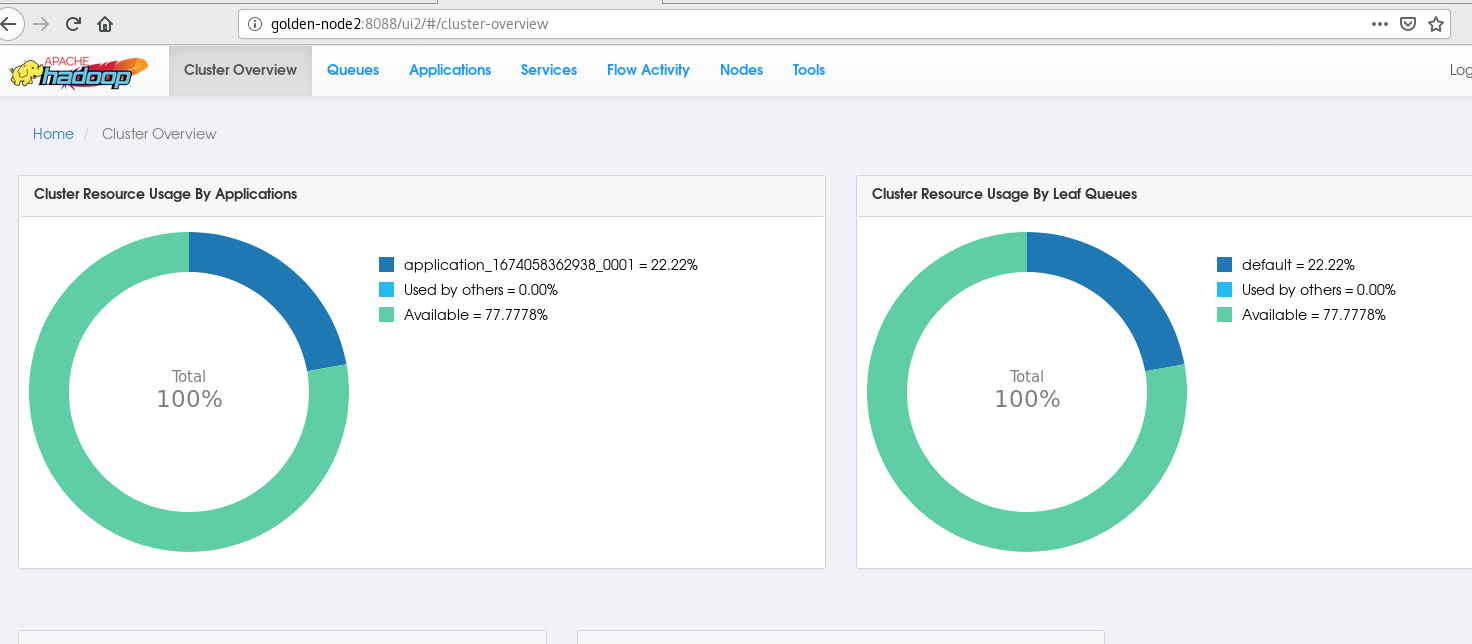 golden-node2:8088/ui2/#/cluster-overview
APACHE
hadoop
Cluster Overview Queues Applications Services Flow Activity Nodes Tools Log
Home / Cluster Overview
Cluster Resource Usage By Applications
application_1674058362938_0001 = 22.22%
Used by others = 0.00%
Available = 77.7778%
Total
100%
Cluster Resource Usage By Leaf Queues
default = 22.22%
Used by others = 0.00%
Available = 77.7778%
Total
100%